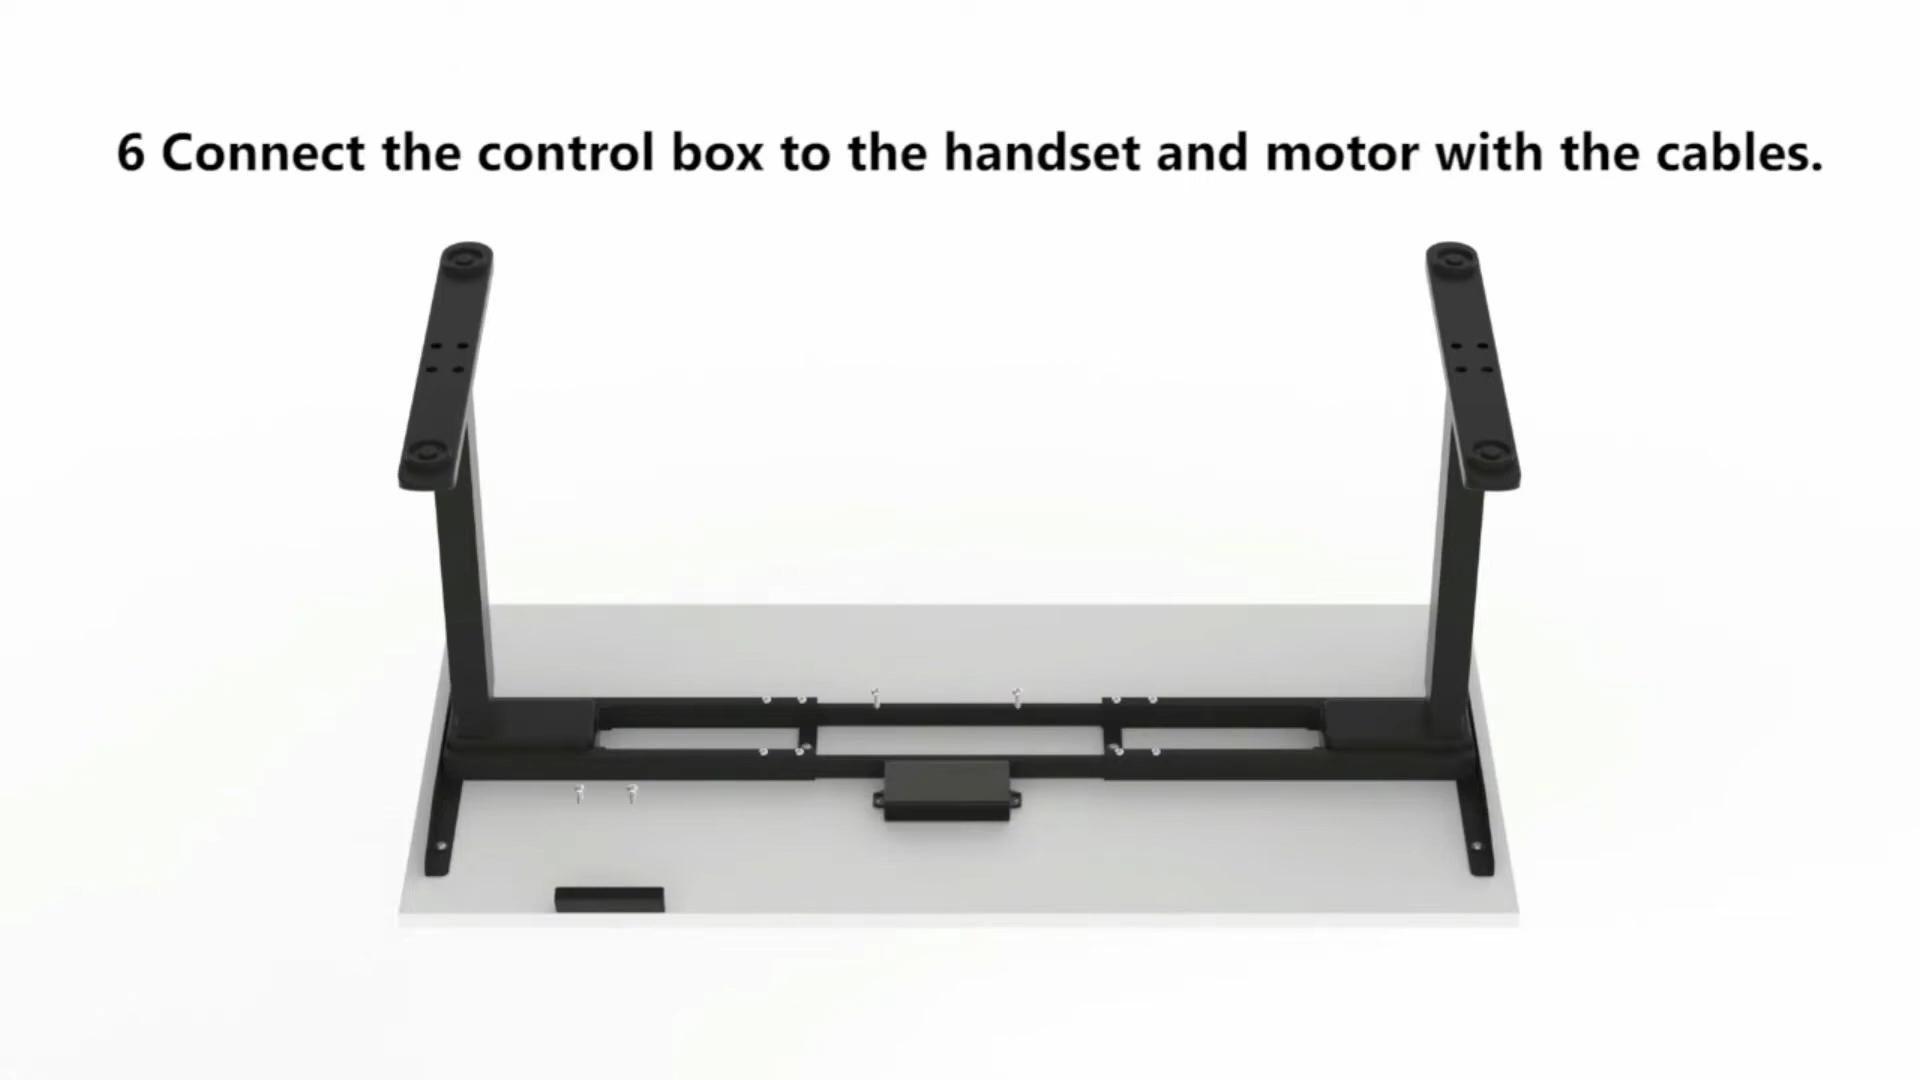 6 Connect the control box to the handset and motor with the cables.